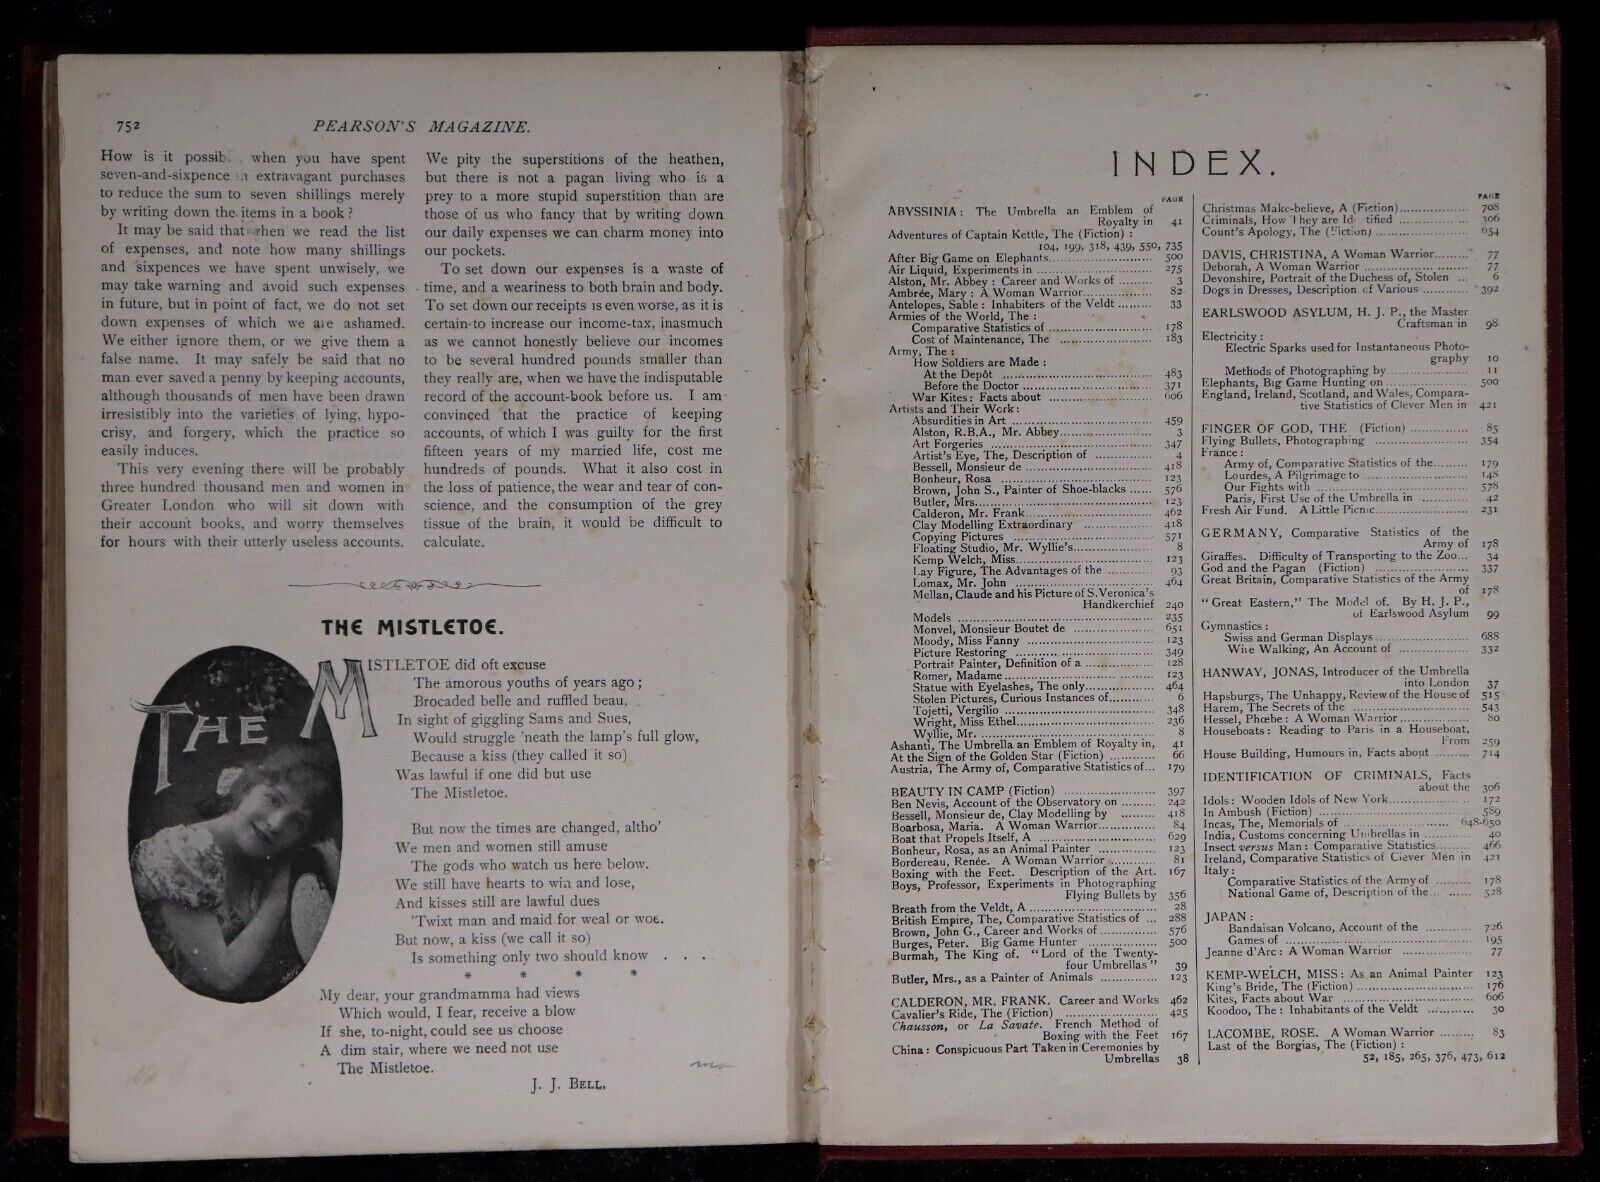 752
PEARSON'S MAGAZINE.
How is it when you have spent
seven-and-sixpence extravagant purchases
to reduce the sum to seven shillings merely
by writing down the items in a book?
It may be said that when we read the list
of expenses, and note how many shillings
and sixpences we have spent unwisely, we
may take warning and avoid such expenses
in future, but in point of fact, we do not set
down expenses of which we are ashamed.
We either ignore them, or we give them a
false name. It may safely be said that no
man ever saved a penny by keeping accounts,
although thousands of men have been drawn
irresistibly into the varieties of lying, hypo-
crisy, and forgery, which the practice so
easily induces.
This very evening there will be probably
three hundred thousand men and women in
Greater London who will sit down with
their account books, and worry themselves
for hours with their utterly useless accounts.
We pity the superstitions of the heathen,
but there is not a pagan living who is a
prey to a more stupid superstition than are
those of us who fancy that by writing down
our daily expenses we can charm money into
our pockets.
To set down our expenses is a waste of
time, and a weariness to both brain and body.
To set down our receipts is even worse, as it is
certain to increase our income-tax, inasmuch
as we cannot honestly believe our incomes
to be several hundred pounds smaller than
they really are, when we have the indisputable
record of the account-book before us. I am
convinced that the practice of keeping
accounts, of which I was guilty for the first
fifteen years of my married life, cost me
hundreds of pounds. What it also cost in
the loss of patience, the wear and tear of con-
science, and the consumption of the grey
tissue of the brain, it would be difficult to
calculate.
THE MISTLETOE.
THE MISTLETOE did oft excuse
The amorous youths of years ago;
Brocaded belle and ruffled beau,
In sight of giggling Sams and Sues,
Would struggle 'neath the lamp's full glow,
Because a kiss (they called it so)
Was lawful if one did but use
The Mistletoe.
But now the times are changed, altho'
We men and women still amuse
The gods who watch us here below.
We still have hearts to win and lose,
And kisses still are lawful dues
'Twixt man and maid for weal or woe.
But now, a kiss (we call it so)
Is something only two should know . . . .
* * * *
My dear, your grandmamma had views
Which would, I fear, receive a blow
If she, to-night, could see us choose
A dim stair, where we need not use
The Mistletoe.
J. J. BELL.
INDEX.
PAGE
ABYSSINIA: The Umbrella an Emblem of
Royalty in 41
Adventures of Captain Kettle, The (Fiction) :
104, 199, 318, 439, 550, 735
After Big Game on Elephants 500
Air Liquid, Experiments in 275
Alston, Mr. Abbey: Career and Works of 3
Ambrée, Mary: A Woman Warrior 82
Antelopes, Sable: Inhabiters of the Veldt 33
Armies of the World, The :
Comparative Statistics of 178
Cost of Maintenance, The 183
Army, The :
How Soldiers are Made :
At the Depôt 483
Before the Doctor 371
War Kites: Facts about 606
Artists and Their Work:
Absurdities in Art 459
Alston, R.B.A., Mr. Abbey 3
Art Forgeries 347
Artist's Eye, The, Description of 4
Bessell, Monsieur de 418
Bonheur, Rosa 123
Brown, John S., Painter of Shoe-blacks 576
Butler, Mrs. 123
Calderon, Mr. Frank 462
Clay Modelling Extraordinary 418
Copying Pictures 571
Floating Studio, Mr. Wyllie's 8
Kemp Welch, Miss 123
Lay Figure, The Advantages of the 93
Lomax, Mr. John 464
Mellan, Claude and his Picture of S. Veronica's
Handkerchief 240
Models 235
Monvel, Monsieur Boutet de 651
Moody, Miss Fanny 123
Picture Restoring 349
Portrait Painter, Definition of a 128
Romer, Madame 123
Statue with Eyelashes, The only 464
Stolen Pictures, Curious Instances of 6
Tojetti, Vergilio 348
Wright, Miss Ethel 236
Wyllie, Mr. 8
Ashanti, The Umbrella an Emblem of Royalty in, 41
At the Sign of the Golden Star (Fiction) 66
Austria, The Army of, Comparative Statistics of 179
BEAUTY IN CAMP (Fiction) 397
Ben Nevis, Account of the Observatory on 242
Bessell, Monsieur de, Clay Modelling by 418
Boarbosa, Maria. A Woman Warrior 84
Boat that Propels Itself, A 629
Bonheur, Rosa, as an Animal Painter 123
Bordereau, Renée. A Woman Warrior 81
Boxing with the Feet. Description of the Art. 167
Boys, Professor, Experiments in Photographing
Flying Bullets by 356
Breath from the Veldt, A 28
British Empire, The, Comparative Statistics of 288
Brown, John G., Career and Works of 576
Burges, Peter. Big Game Hunter 500
Burmah, The King of. "Lord of the Twenty-
four Umbrellas" 39
Butler, Mrs., as a Painter of Animals 123
CALDERON, MR. FRANK. Career and Works 462
Cavalier's Ride, The (Fiction) 425
Chausson, or La Savate. French Method of
Boxing with the Feet 167
China: Conspicuous Part Taken in Ceremonies by
Umbrellas 38
PAGE
Christmas Make-believe, A (Fiction) 708
Criminals, How They are 306
Count's Apology, The (Fiction) 654
DAVIS, CHRISTINA, A Woman Warrior 77
Deborah, A Woman Warrior 77
Devonshire, Portrait of the Duchess of, Stolen 6
Dogs in Dresses, Description of Various 392
EARLSWOOD ASYLUM, H. J. P., the Master
Craftsman in 98
Electricity :
Electric Sparks used for Instantaneous Photo-
graphy 10
Methods of Photographing by 11
Elephants, Big Game Hunting on 500
England, Ireland, Scotland, and Wales, Compara-
tive Statistics of Clever Men in 421
FINGER OF GOD, THE (Fiction) 85
Flying Bullets, Photographing 354
France :
Army of, Comparative Statistics of the 179
Lourdes, A Pilgrimage to 148
Our Fights with 578
Paris, First Use of the Umbrella in 42
Fresh Air Fund. A Little Picnic 231
GERMANY, Comparative Statistics of the
Army of 178
Giraffes. Difficulty of Transporting to the Zoo 34
God and the Pagan (Fiction) 337
Great Britain, Comparative Statistics of the Army
of 178
"Great Eastern," The Model of. By H. J. P.,
of Earlswood Asylum 99
Gymnastics :
Swiss and German Displays 688
Wire Walking, An Account of 332
HANWAY, JONAS, Introducer of the Umbrella
into London 37
Hapsburgs, The Unhappy, Review of the House of 515
Harem, The Secrets of the 543
Hessel, Phœbe: A Woman Warrior 80
Houseboats: Reading to Paris in a Houseboat,
From 259
House Building, Humours in, Facts about 714
IDENTIFICATION OF CRIMINALS, Facts
about the 306
Idols: Wooden Idols of New York 172
In Ambush (Fiction) 589
Incas, The, Memorials of 648-650
India, Customs concerning Umbrellas in 40
Insect versus Man: Comparative Statistics 466
Ireland, Comparative Statistics of Clever Men in 421
Italy :
Comparative Statistics of the Army of 178
National Game of, Description of the 528
JAPAN :
Bandaisan Volcano, Account of the 726
Games of 195
Jeanne d'Arc: A Woman Warrior 77
KEMP-WELCH, MISS: As an Animal Painter 123
King's Bride, The (Fiction) 176
Kites, Facts about War 606
Koodoo, The: Inhabitants of the Veldt 30
LACOMBE, ROSE. A Woman Warrior 83
Last of the Borgias, The (Fiction) :
52, 185, 265, 376, 473, 612